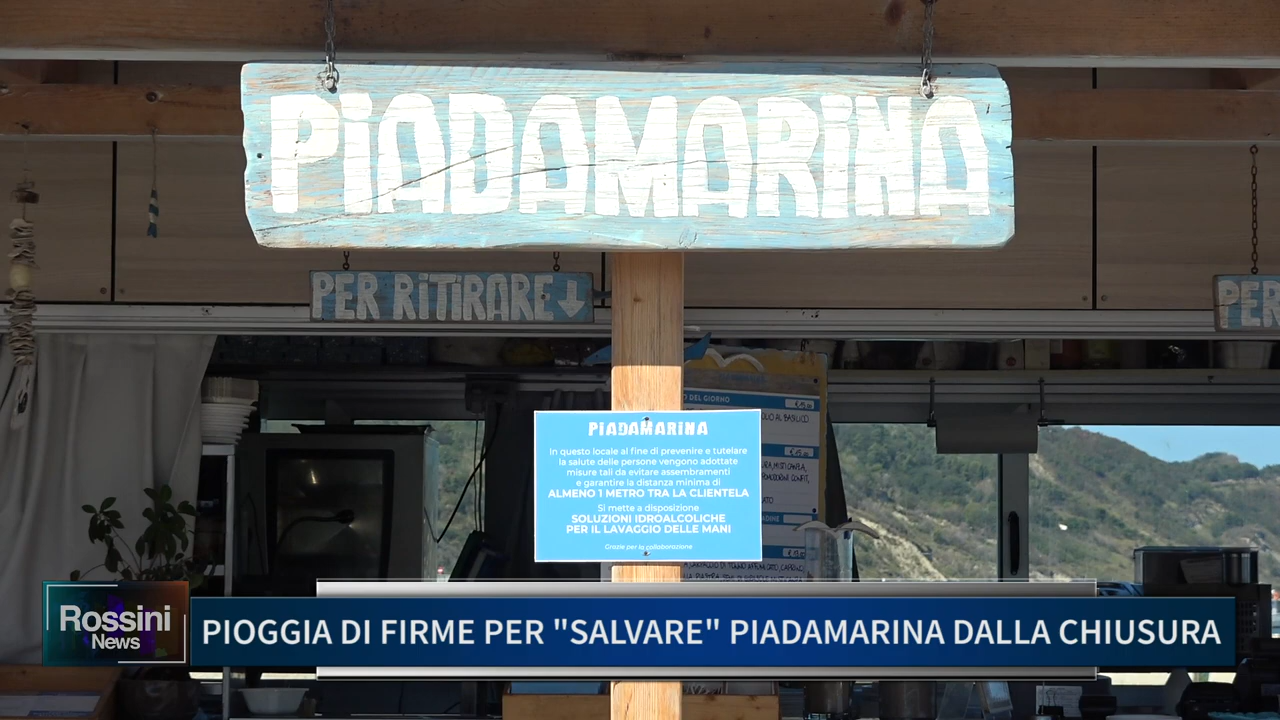 PiADAMARiNA
PER RiTiRARE
PER
DEL GIORNO
PIADAMARINA
In questo locale al fine di prevenire e tutelare
la salute delle persone vengono adottate
misure tali da evitare assembramenti
e garantire la distanza minima di
ALMENO 1 METRO TRA LA CLIENTELA
Si mette a disposizione
SOLUZIONI IDROALCOLICHE
PER IL LAVAGGIO DELLE MANI
Grazie per la collaborazione
Rossini
News
PIOGGIA DI FIRME PER "SALVARE" PIADAMARINA DALLA CHIUSURA